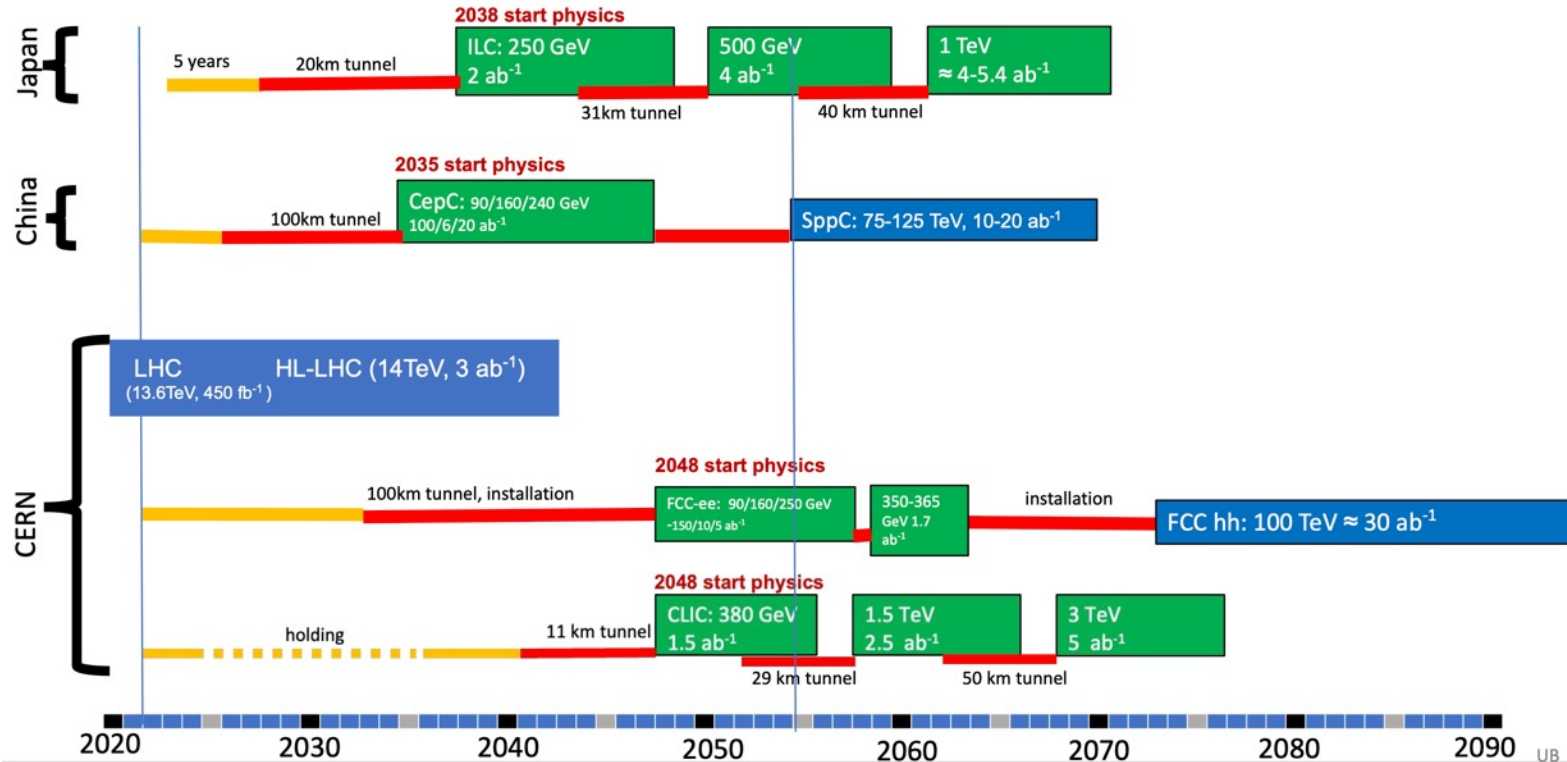 Japan
2038 start physics
5 years
20km tunnel
ILC: 250 GeV
2 ab⁻¹
31km tunnel
500 GeV
4 ab⁻¹
40 km tunnel
1 TeV
≈ 4-5.4 ab⁻¹
China
2035 start physics
100km tunnel
CepC: 90/160/240 GeV
100/6/20 ab⁻¹
SppC: 75-125 TeV, 10-20 ab⁻¹
CERN
LHC
(13.6TeV, 450 fb⁻¹ )
HL-LHC (14TeV, 3 ab⁻¹)
2048 start physics
100km tunnel, installation
FCC-ee: 90/160/250 GeV
-150/10/5 ab⁻¹
350-365
GeV 1.7
ab⁻¹
installation
FCC hh: 100 TeV ≈ 30 ab⁻¹
2048 start physics
holding
11 km tunnel
CLIC: 380 GeV
1.5 ab⁻¹
29 km tunnel
1.5 TeV
2.5 ab⁻¹
50 km tunnel
3 TeV
5 ab⁻¹
2020 2030 2040 2050 2060 2070 2080 2090
UB